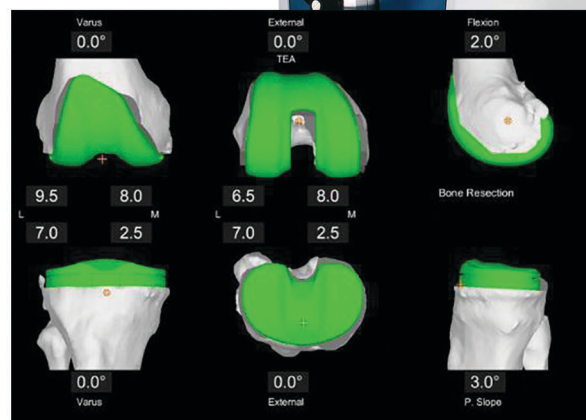 Varus External Flexion
0.0° 0.0° 2.0°
TEA
9.5 8.0 6.5 8.0 Bone Resection
L M L M
7.0 2.5 7.0 2.5
0.0° 0.0° 3.0°
Varus External P. Slope